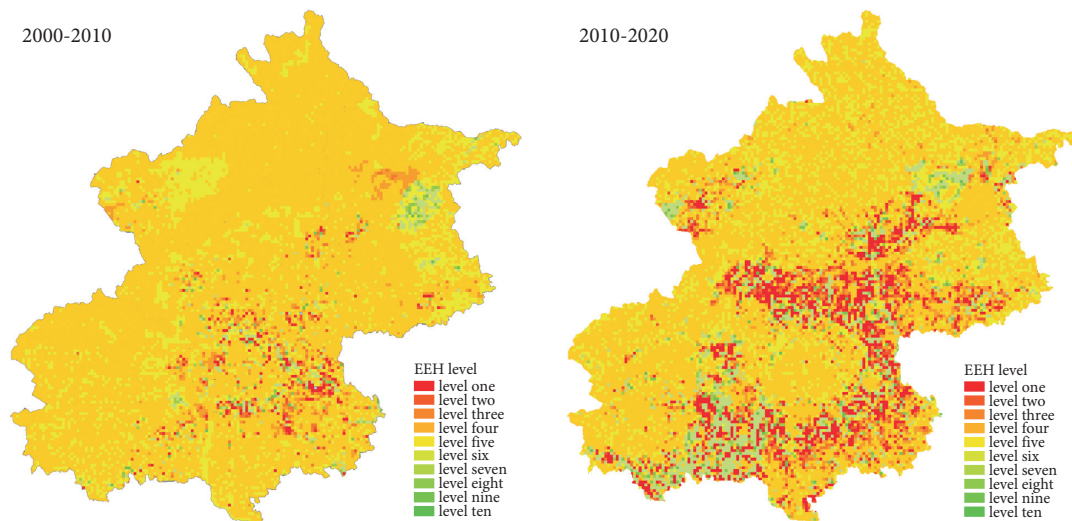 2000-2010
EEH level
level one
level two
level three
level four
level five
level six
level seven
level eight
level nine
level ten
2010-2020
EEH level
level one
level two
level three
level four
level five
level six
level seven
level eight
level nine
level ten